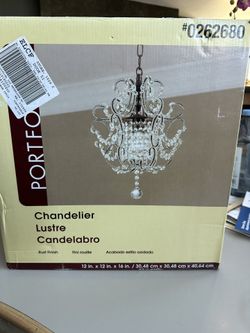 #0262680
PORTFO
Chandelier
Lustre
Candelabro
Rust Finish
Fini rouille
Acabado estilo oxidado
12 in. x 12 in. x 16 in. / 30,48 cm x 30,48 cm x 40,64 cm